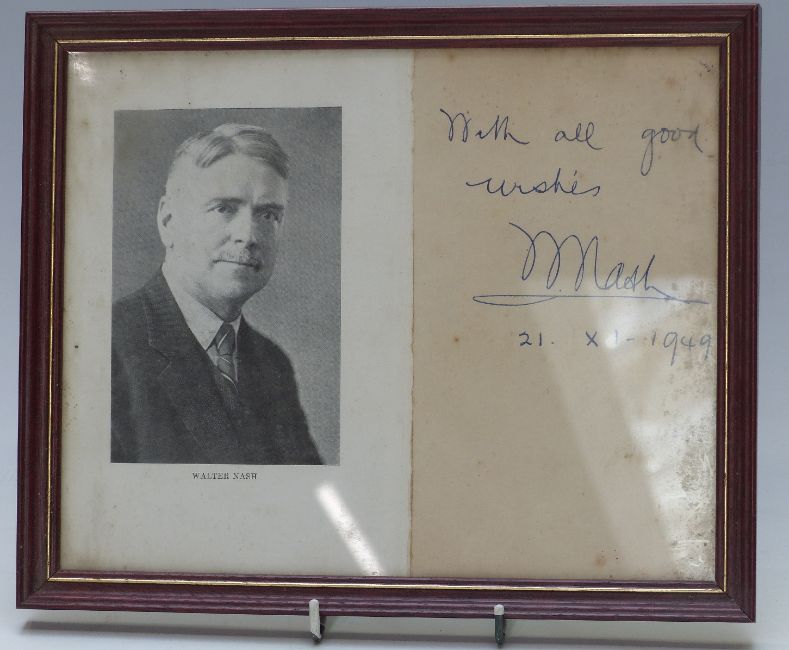 WALTER NASH
With all good
wishes
W. Nash
21. XI - 1949